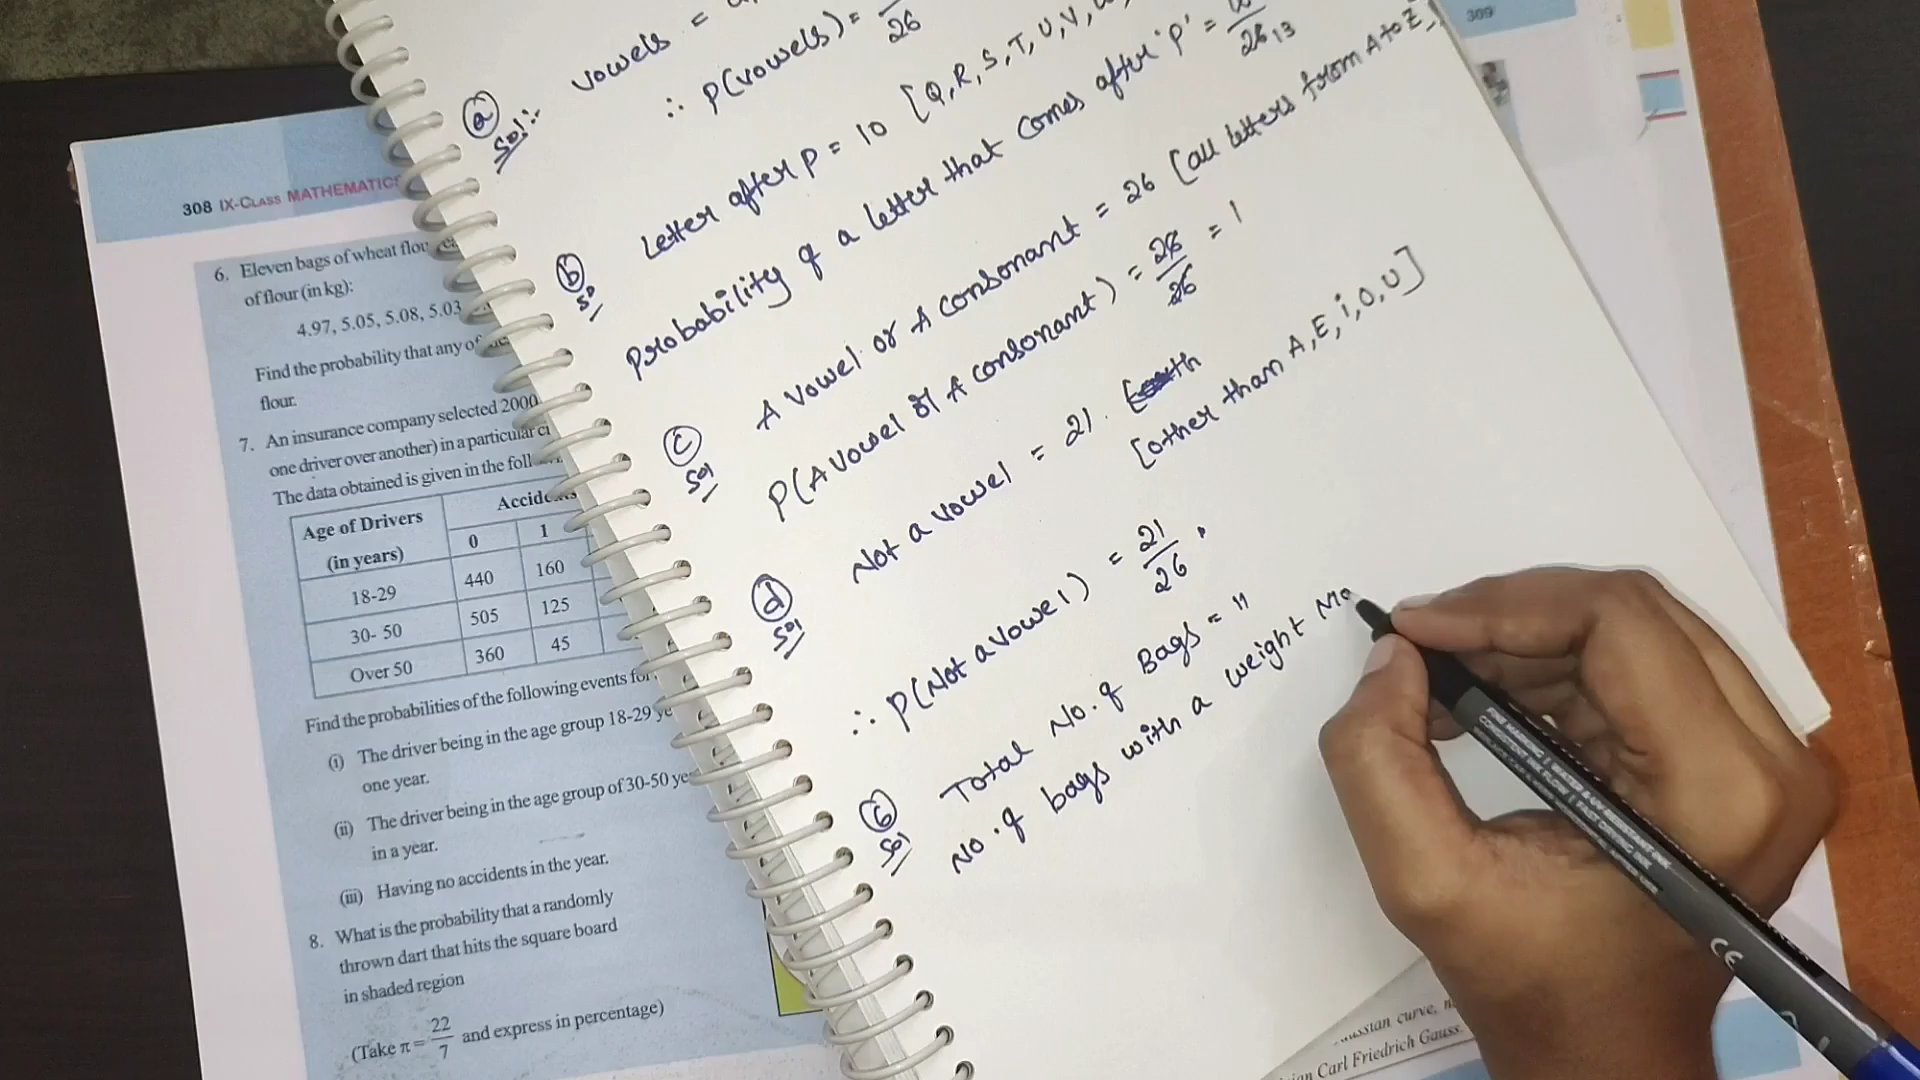 308 IX-CLASS MATHEMATICS
6. Eleven bags of wheat flour
of flour (in kg):
4.97, 5.05, 5.08, 5.03
Find the probability that any of
flour.
7. An insurance company selected 2000
one driver over another) in a particular
The data obtained is given in the
Age of Drivers
(in years)
Accidents
0 1
18-29 440 160
30- 50 505 125
Over 50 360 45
Find the probabilities of the following events for
(i) The driver being in the age group 18-29
one year.
(ii) The driver being in the age group of 30-50
in a year.
(iii) Having no accidents in the year.
8. What is the probability that a randomly
thrown dart that hits the square board
in shaded region
(Take π = 22/7 and express in percentage)
(a) Vowels =
Sol:-
∴ P(vowels) = /26
(b) Letter after P = 10 [Q, R, S, T, U, V,
Sol
Probability of a letter that comes after 'P' = /26 13
(c) A vowel or A consonant = 26 [all letters from A to Z]
Sol
P(A vowel or A consonant) = 26/26 = 1
(d) Not a vowel = 21.
Sol
[other than A, E, i, O, U]
∴ P(Not a vowel) = 21/26.
(6) Total No. of Bags = 11
Sol
No. of bags with a weight Mo
309
ussian curve,
Carl Friedrich Gauss.
FINE MARKING
CE